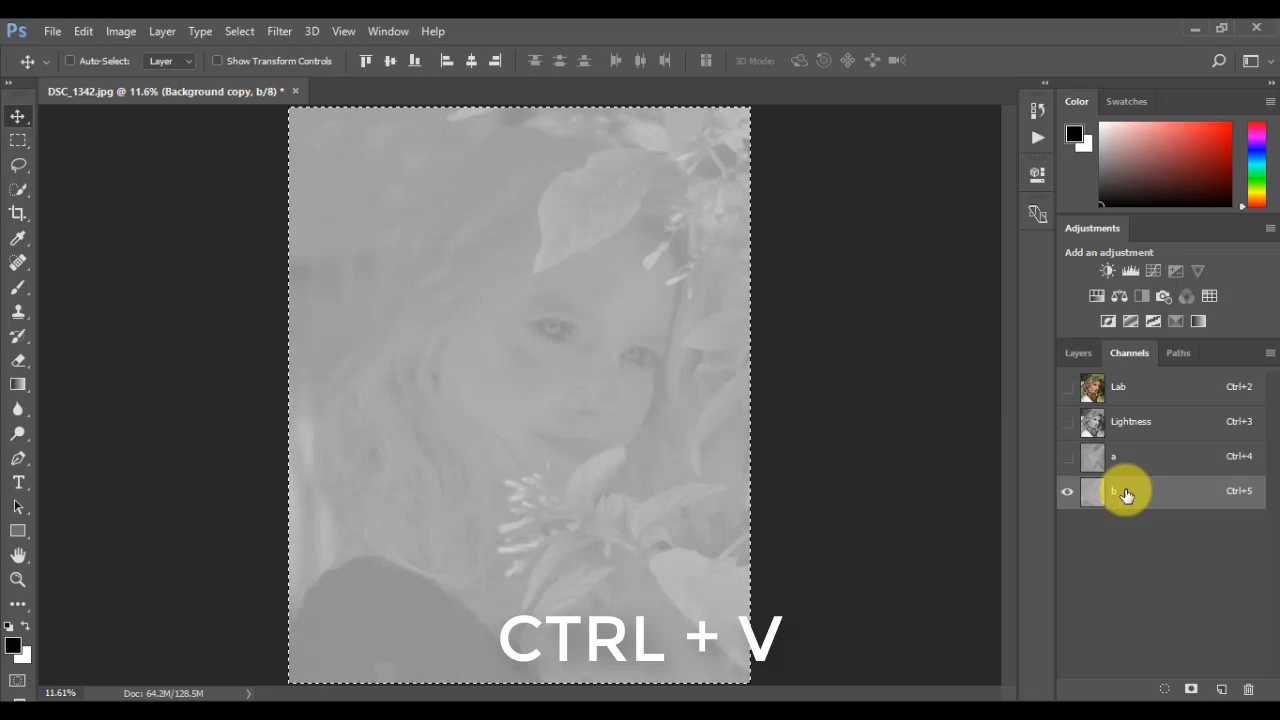 Ps File Edit Image Layer Type Select Filter 3D View Window Help
Auto-Select: Layer Show Transform Controls 3D Mode:
DSC_1342.jpg @ 11.6% (Background copy, b/8) * ×
Color Swatches
Adjustments
Add an adjustment
Layers Channels Paths
Lab Ctrl+2
Lightness Ctrl+3
a Ctrl+4
b Ctrl+5
CTRL + V
11.61% Doc: 64.2M/128.5M